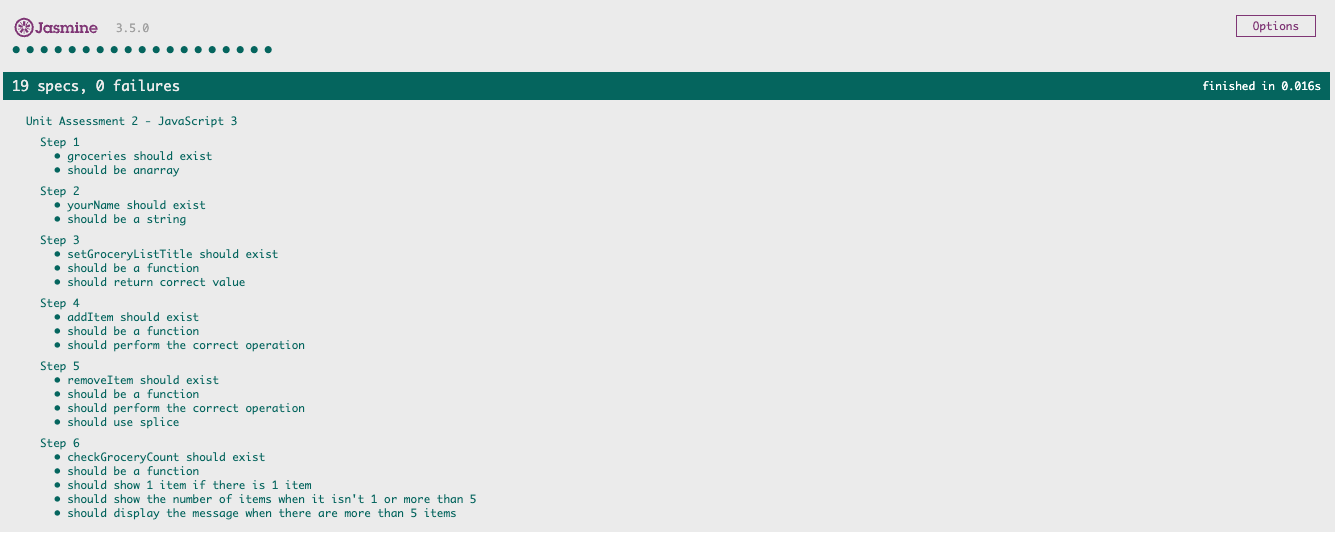 Jasmine 3.5.0
Options
19 specs, 0 failures
finished in 0.016s
Unit Assessment 2 - JavaScript 3
Step 1
• groceries should exist
• should be anarray
Step 2
• yourName should exist
• should be a string
Step 3
• setGroceryListTitle should exist
• should be a function
• should return correct value
Step 4
• addItem should exist
• should be a function
• should perform the correct operation
Step 5
• removeItem should exist
• should be a function
• should perform the correct operation
• should use splice
Step 6
• checkGroceryCount should exist
• should be a function
• should show 1 item if there is 1 item
• should show the number of items when it isn't 1 or more than 5
• should display the message when there are more than 5 items